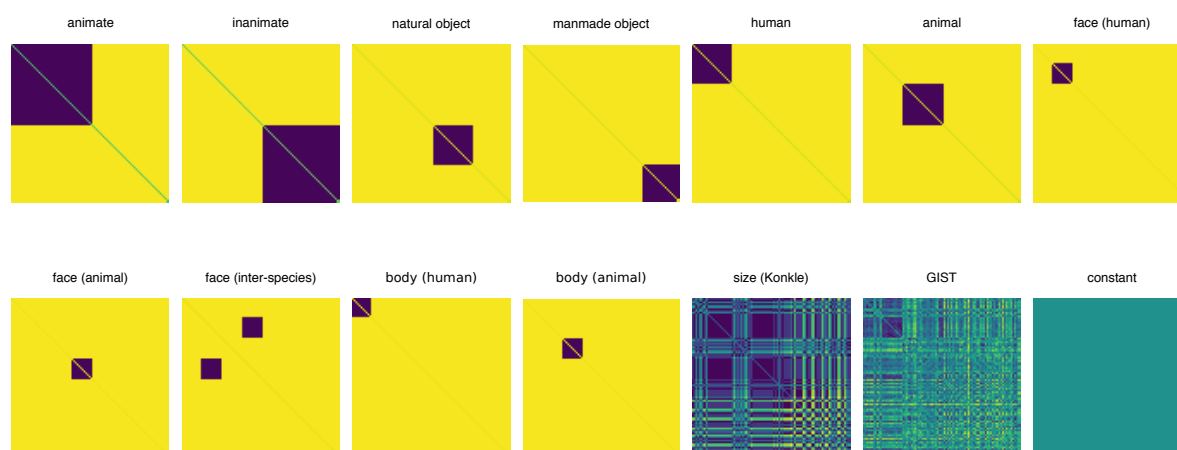 animate
inanimate
natural object
manmade object
human
animal
face (human)
face (animal)
face (inter-species)
body (human)
body (animal)
size (Konkle)
GIST
constant